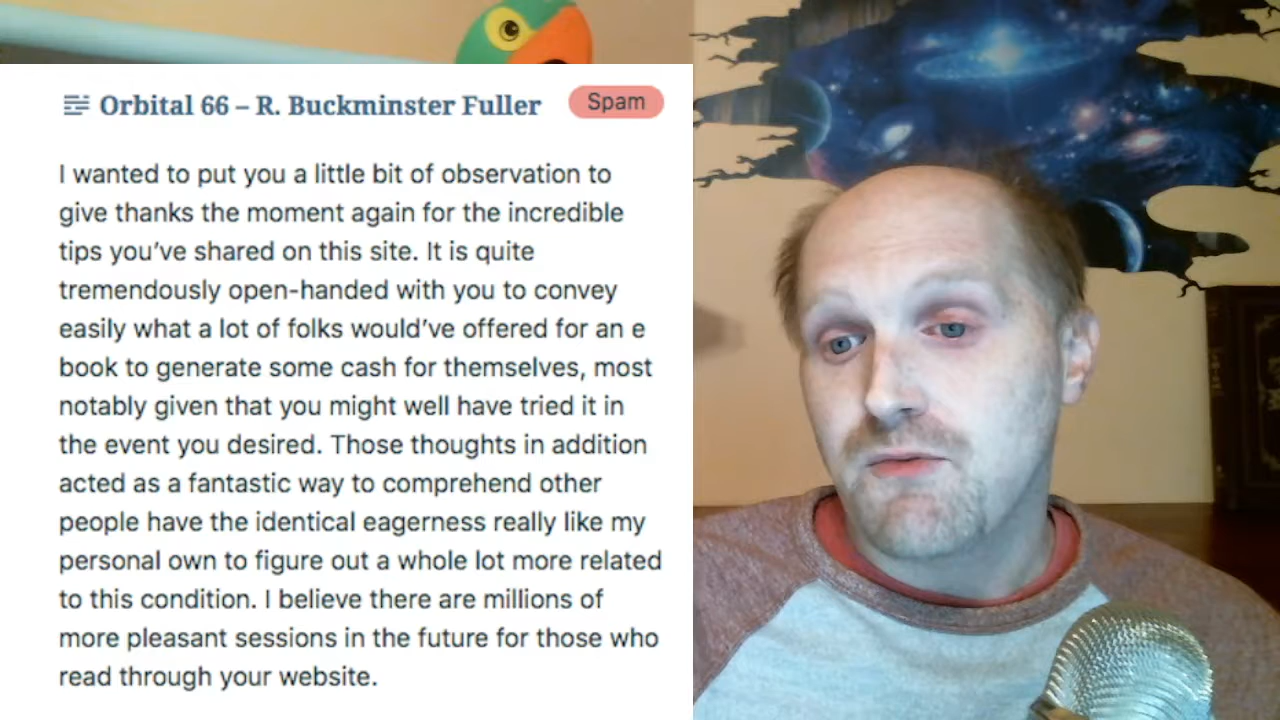 Orbital 66 – R. Buckminster Fuller Spam
I wanted to put you a little bit of observation to
give thanks the moment again for the incredible
tips you’ve shared on this site. It is quite
tremendously open-handed with you to convey
easily what a lot of folks would’ve offered for an e
book to generate some cash for themselves, most
notably given that you might well have tried it in
the event you desired. Those thoughts in addition
acted as a fantastic way to comprehend other
people have the identical eagerness really like my
personal own to figure out a whole lot more related
to this condition. I believe there are millions of
more pleasant sessions in the future for those who
read through your website.